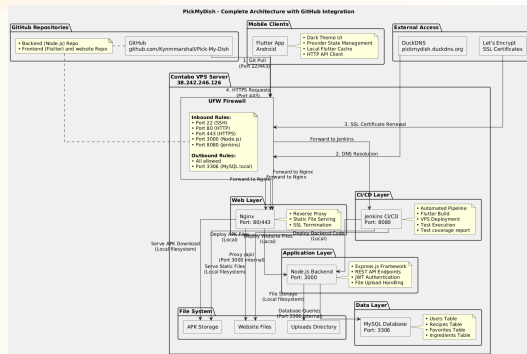 PickMyDish - Complete Architecture with GitHub Integration
GitHub Repositories
• Backend (Node.js) Repo
• Frontend (Flutter) and website Repo
GitHub
github.com/Kynmmarshall/Pick-My-Dish
Mobile Clients
Flutter App
Android
• Dark Theme UI
• Provider State Management
• Local Flutter Cache
• HTTP API Client
External Access
DuckDNS
pickmydish.duckdns.org
Let's Encrypt
SSL Certificates
1. Git Pull
(Port 22/443)
Contabo VPS Server
38.242.246.126
4. HTTPS Requests
(Port 443)
UFW Firewall
Inbound Rules:
• Port 22 (SSH)
• Port 80 (HTTP)
• Port 443 (HTTPS)
• Port 3000 (Node.js)
• Port 8080 (Jenkins)
Outbound Rules:
• All allowed
• Port 3306 (MySQL local)
3. SSL Certificate Renewal
Forward to Jenkins
2. DNS Resolution
Forward to Nginx
Forward to Nginx
Forward to Nginx
Web Layer
Nginx
Port: 80/443
• Reverse Proxy
• Static File Serving
• SSL Termination
CI/CD Layer
Jenkins CI/CD
Port: 8080
• Automated Pipeline
• Flutter Build
• VPS Deployment
• Test Execution
• Test coverage report
Deploy APK Files
(Local)
Deploy Website Files
(Local)
Deploy Backend Code
(Local)
Serve APK Download
(Local filesystem)
Proxy /api/
(Port 3000 internal)
Serve Static Files
(Local filesystem)
Application Layer
Node.js Backend
Port: 3000
• Express.js Framework
• REST API Endpoints
• JWT Authentication
• File Upload Handling
File Storage
(Local filesystem)
Database Queries
(Port 3306 internal)
File System
APK Storage
Website Files
Uploads Directory
Data Layer
MySQL Database
Port: 3306
• Users Table
• Recipes Table
• Favorites Table
• Ingredients Table